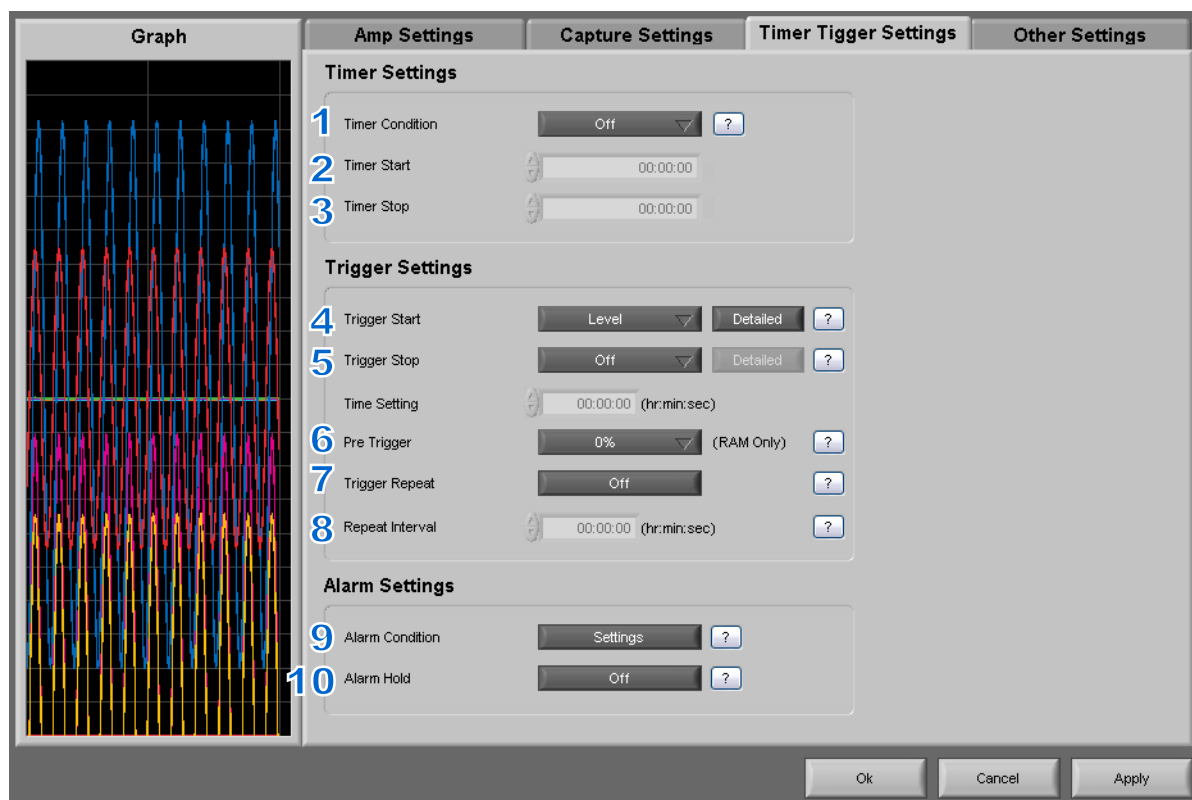 Graph
Amp Settings Capture Settings Timer Tigger Settings Other Settings
Timer Settings
1 Timer Condition Off ?
2 Timer Start 00:00:00
3 Timer Stop 00:00:00
Trigger Settings
4 Trigger Start Level Detailed ?
5 Trigger Stop Off Detailed ?
Time Setting 00:00:00 (hr:min:sec)
6 Pre Trigger 0% (RAM Only) ?
7 Trigger Repeat Off ?
8 Repeat Interval 00:00:00 (hr:min:sec) ?
Alarm Settings
9 Alarm Condition Settings ?
10 Alarm Hold Off ?
Ok Cancel Apply